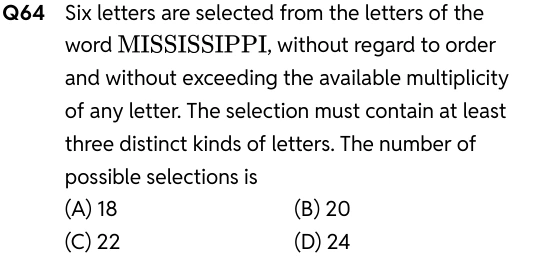 Q64 Six letters are selected from the letters of the
word MISSISSIPPI, without regard to order
and without exceeding the available multiplicity
of any letter. The selection must contain at least
three distinct kinds of letters. The number of
possible selections is
(A) 18 (B) 20
(C) 22 (D) 24